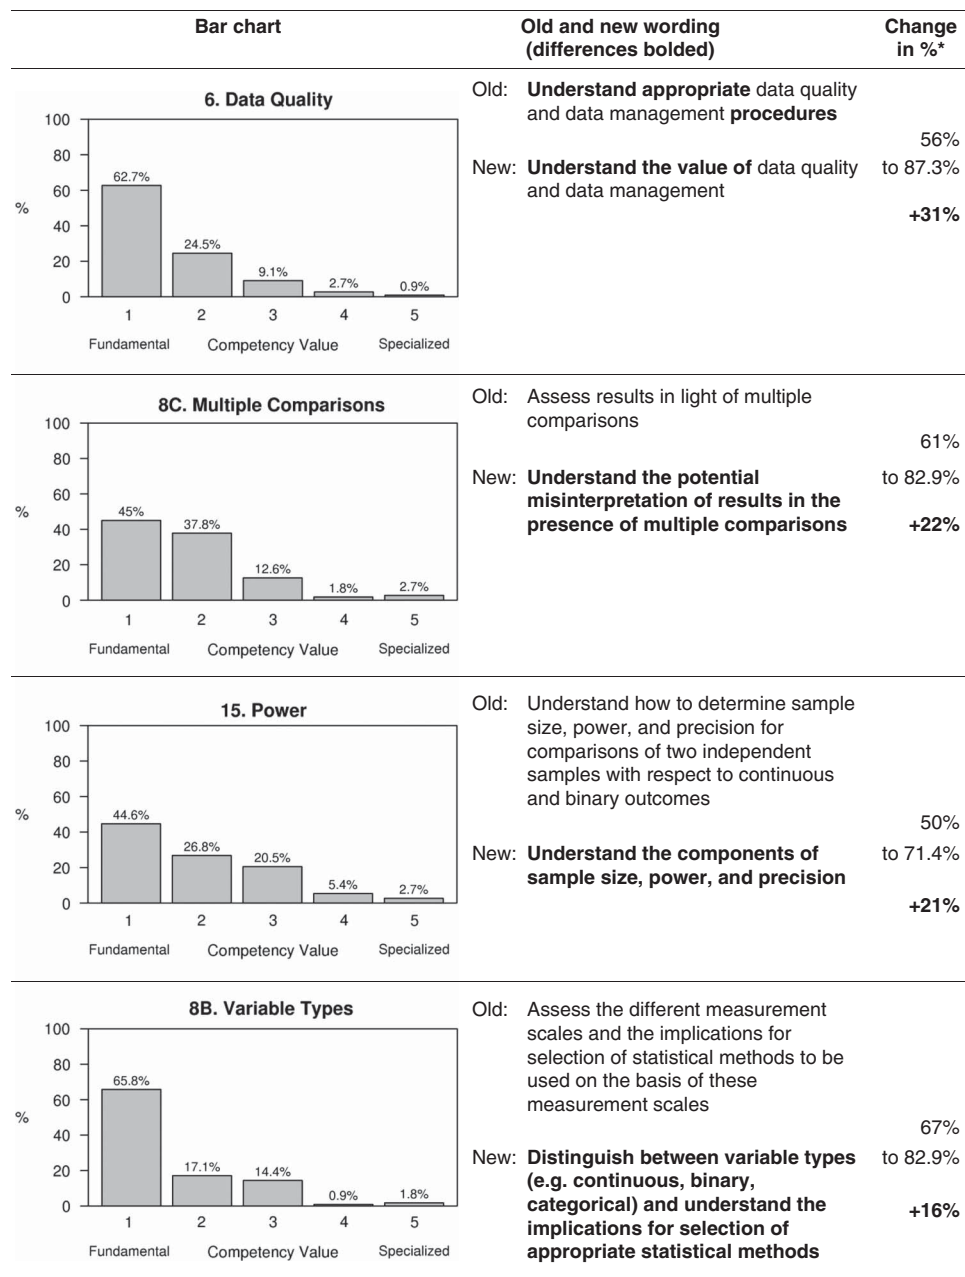 Bar chart
Old and new wording
(differences bolded)
Change
in %*
6. Data Quality
100
80
60
40
20
0
%
62.7%
24.5%
9.1%
2.7%
0.9%
1 2 3 4 5
Fundamental Competency Value Specialized
Old: Understand appropriate data quality
and data management procedures
56%
New: Understand the value of data quality
and data management
to 87.3%
+31%
8C. Multiple Comparisons
100
80
60
40
20
0
%
45%
37.8%
12.6%
1.8%
2.7%
1 2 3 4 5
Fundamental Competency Value Specialized
Old: Assess results in light of multiple
comparisons
61%
New: Understand the potential
misinterpretation of results in the
presence of multiple comparisons
to 82.9%
+22%
15. Power
100
80
60
40
20
0
%
44.6%
26.8%
20.5%
5.4%
2.7%
1 2 3 4 5
Fundamental Competency Value Specialized
Old: Understand how to determine sample
size, power, and precision for
comparisons of two independent
samples with respect to continuous
and binary outcomes
50%
New: Understand the components of
sample size, power, and precision
to 71.4%
+21%
8B. Variable Types
100
80
60
40
20
0
%
65.8%
17.1%
14.4%
0.9%
1.8%
1 2 3 4 5
Fundamental Competency Value Specialized
Old: Assess the different measurement
scales and the implications for
selection of statistical methods to be
used on the basis of these
measurement scales
67%
New: Distinguish between variable types
(e.g. continuous, binary,
categorical) and understand the
implications for selection of
appropriate statistical methods
to 82.9%
+16%